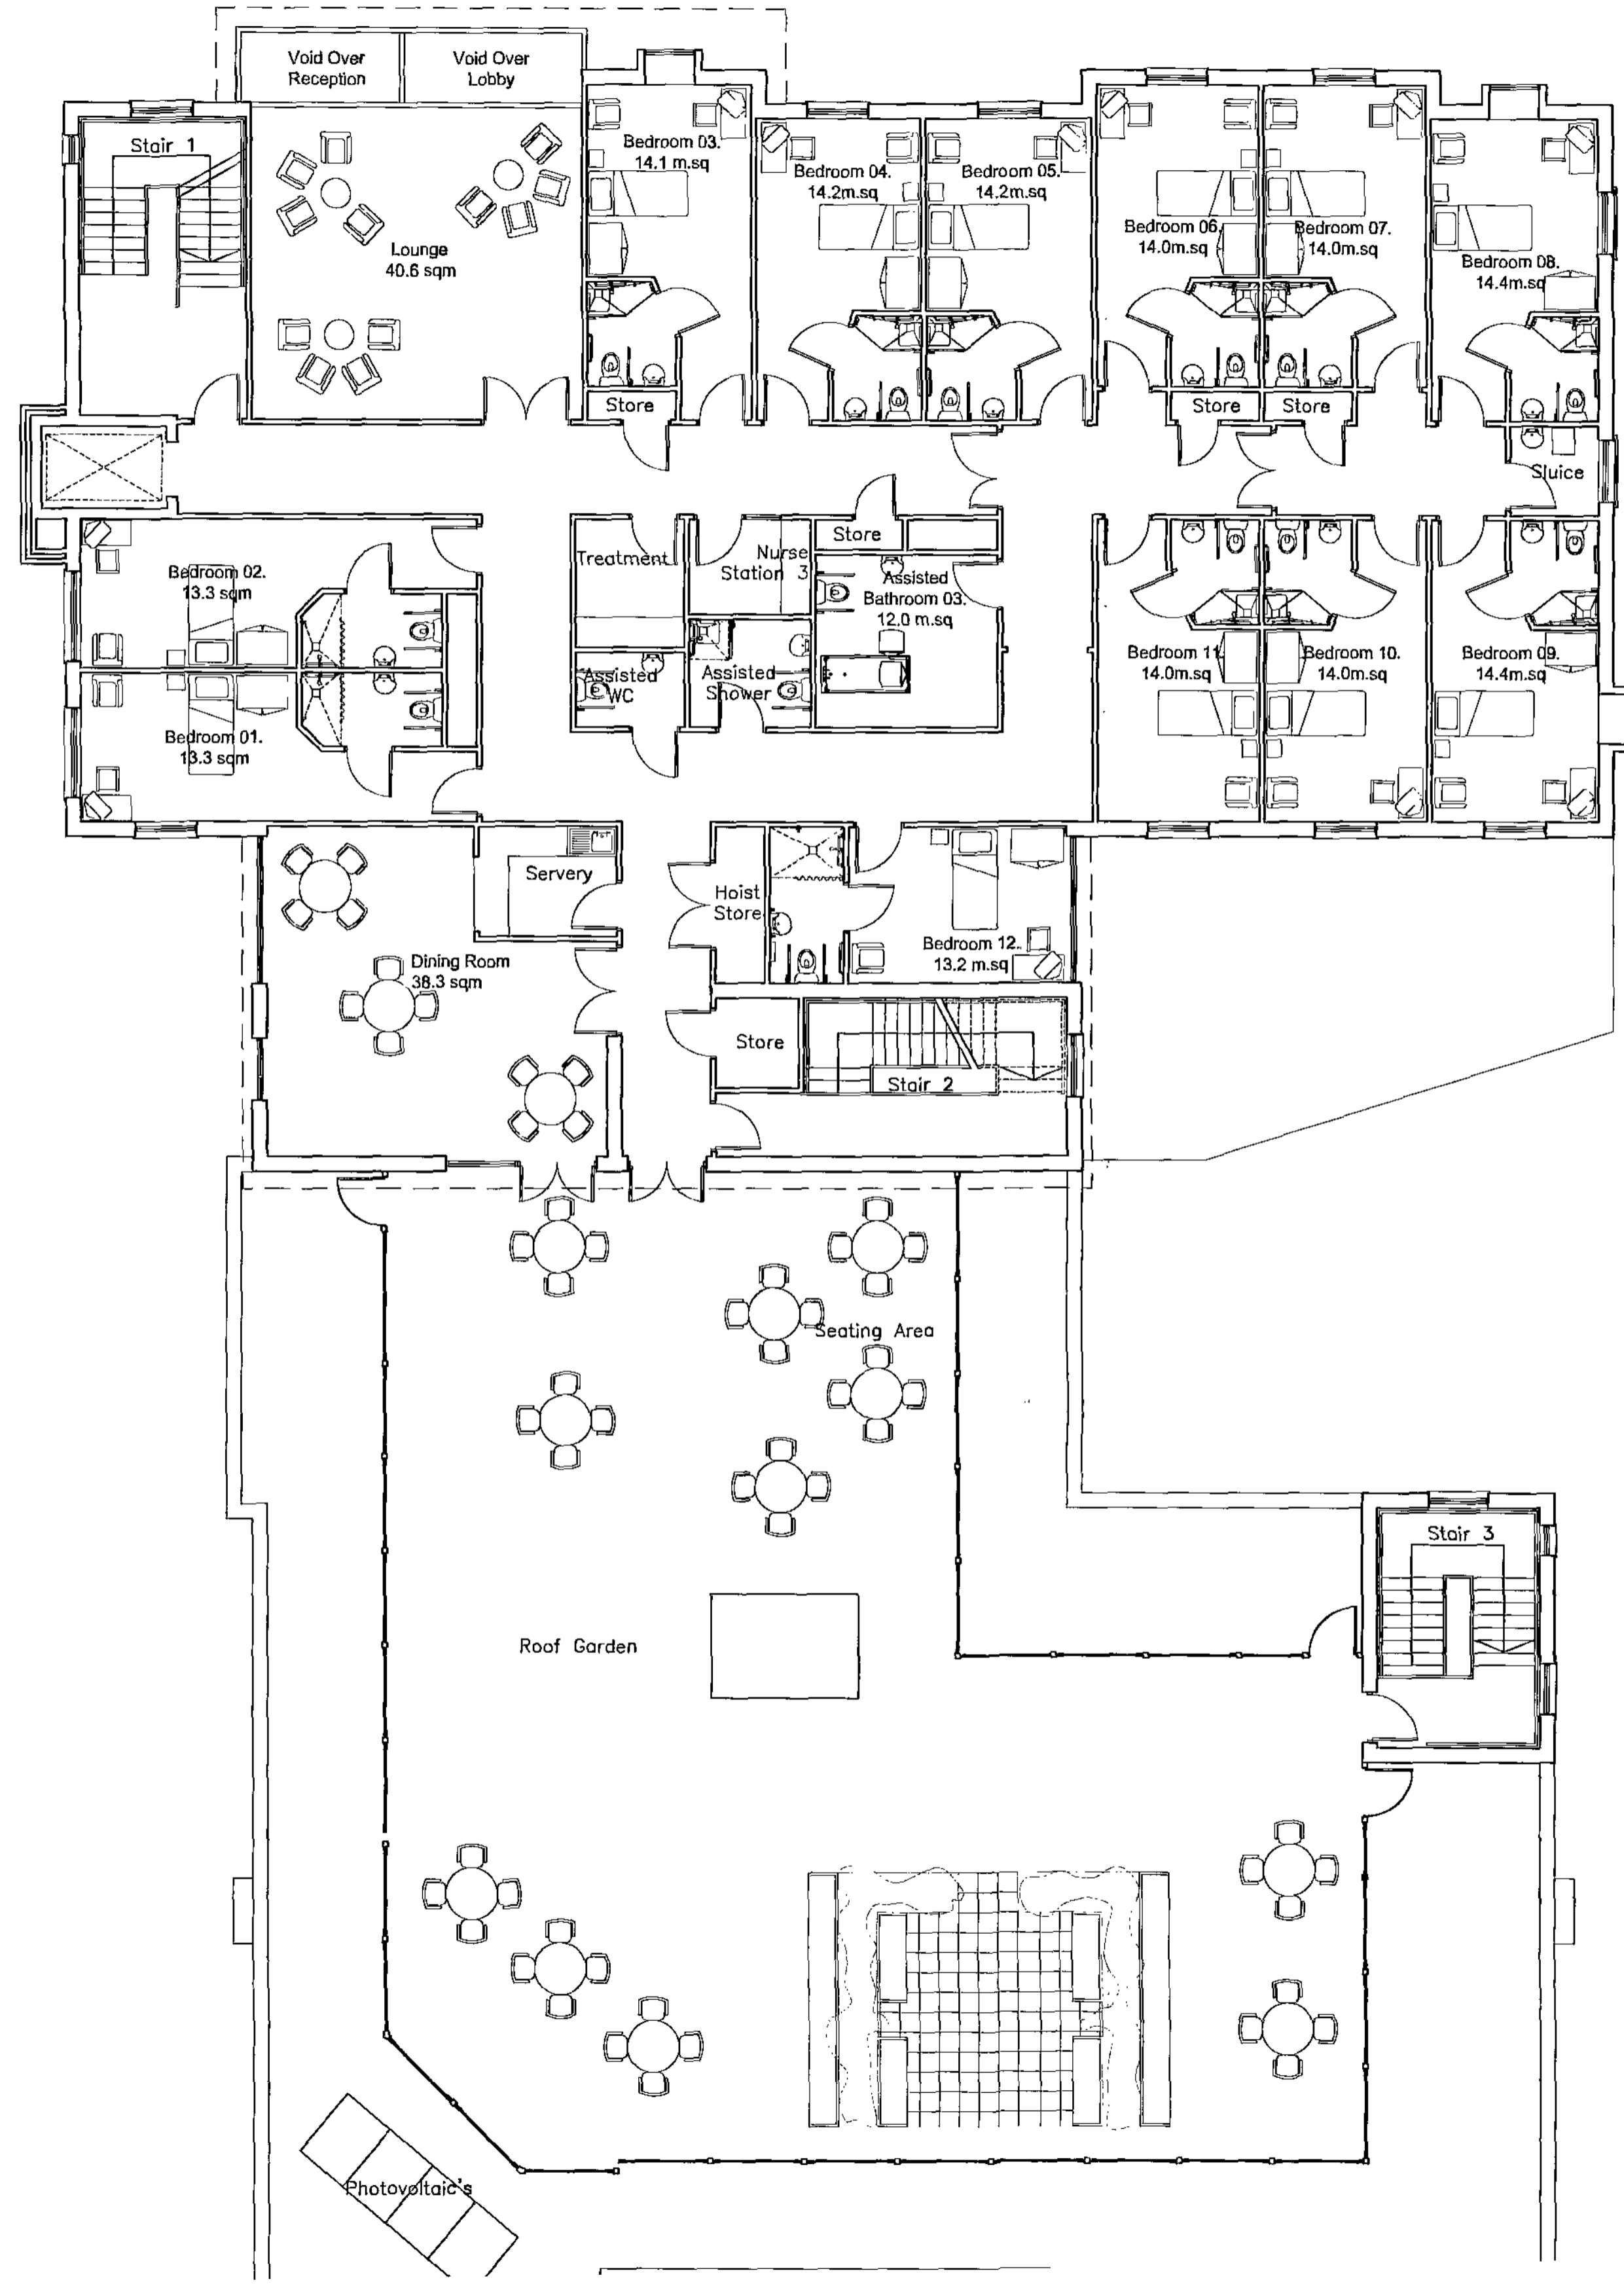 Void Over
Reception
Void Over
Lobby
Stair 1
Lounge
40.6 sqm
Bedroom 03.
14.1 m.sq
Bedroom 04.
14.2m.sq
Bedroom 05.
14.2m.sq
Bedroom 06.
14.0m.sq
Bedroom 07.
14.0m.sq
Bedroom 08.
14.4m.sq
Store
Store
Store
Sluice
Bedroom 02.
13.3 sqm
Treatment
Nurse
Station 3
Store
Assisted
Bathroom 03.
12.0 m.sq
Assisted
WC
Assisted
Shower
Bedroom 11.
14.0m.sq
Bedroom 10.
14.0m.sq
Bedroom 09.
14.4m.sq
Bedroom 01.
13.3 sqm
Servery
Hoist
Store
Dining Room
38.3 sqm
Bedroom 12.
13.2 m.sq
Store
Stair 2
Seating Area
Stair 3
Roof Garden
Photovoltaic's